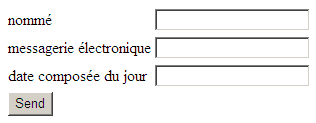 nommé
messagerie électronique
date composée du jour
Send